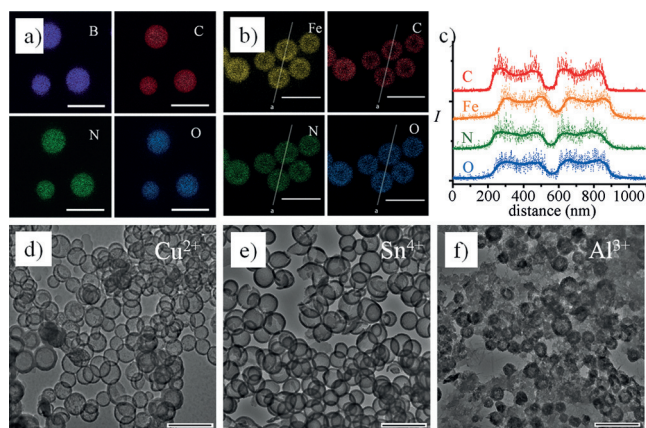 a)
B
C
N
O
b)
Fe
C
a
a
N
O
a
a
c)
C
Fe
N
O
I
0 200 400 600 800 1000
distance (nm)
d)
Cu²⁺
e)
Sn⁴⁺
f)
Al³⁺